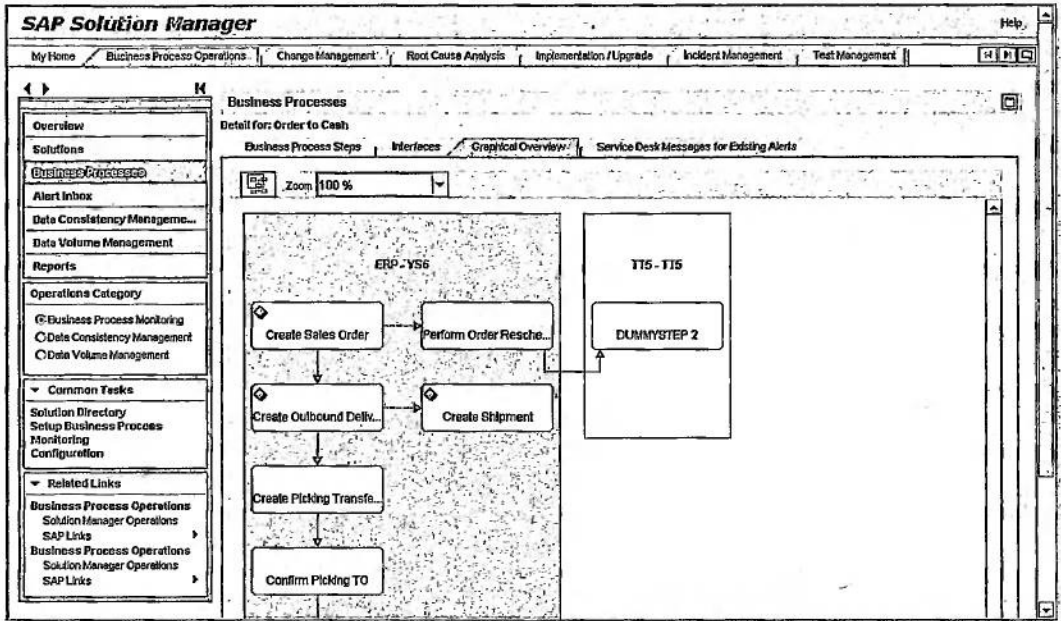 SAP Solution Manager
Help
My Home
Business Process Operations
Change Management
Root Cause Analysis
Implementation / Upgrade
Incident Management
Test Management
Overview
Solutions
Business Processes
Alert Inbox
Data Consistency Manageme...
Data Volume Management
Reports
Operations Category
Business Process Monitoring
Data Consistency Management
Data Volume Management
Common Tasks
Solution Directory
Setup Business Process
Monitoring
Configuration
Related Links
Business Process Operations
Solution Manager Operations
SAP Links
Business Process Operations
Solution Manager Operations
SAP Links
Business Processes
Detail for: Order to Cash
Business Process Steps
Interfaces
Graphical Overview
Service Desk Messages for Existing Alerts
Zoom 100 %
ERP - YS6
TT5 - TT5
Create Sales Order
Perform Order Resche...
DUMMYSTEP 2
Create Outbound Deliv...
Create Shipment
Create Picking Transfe...
Confirm Picking TO